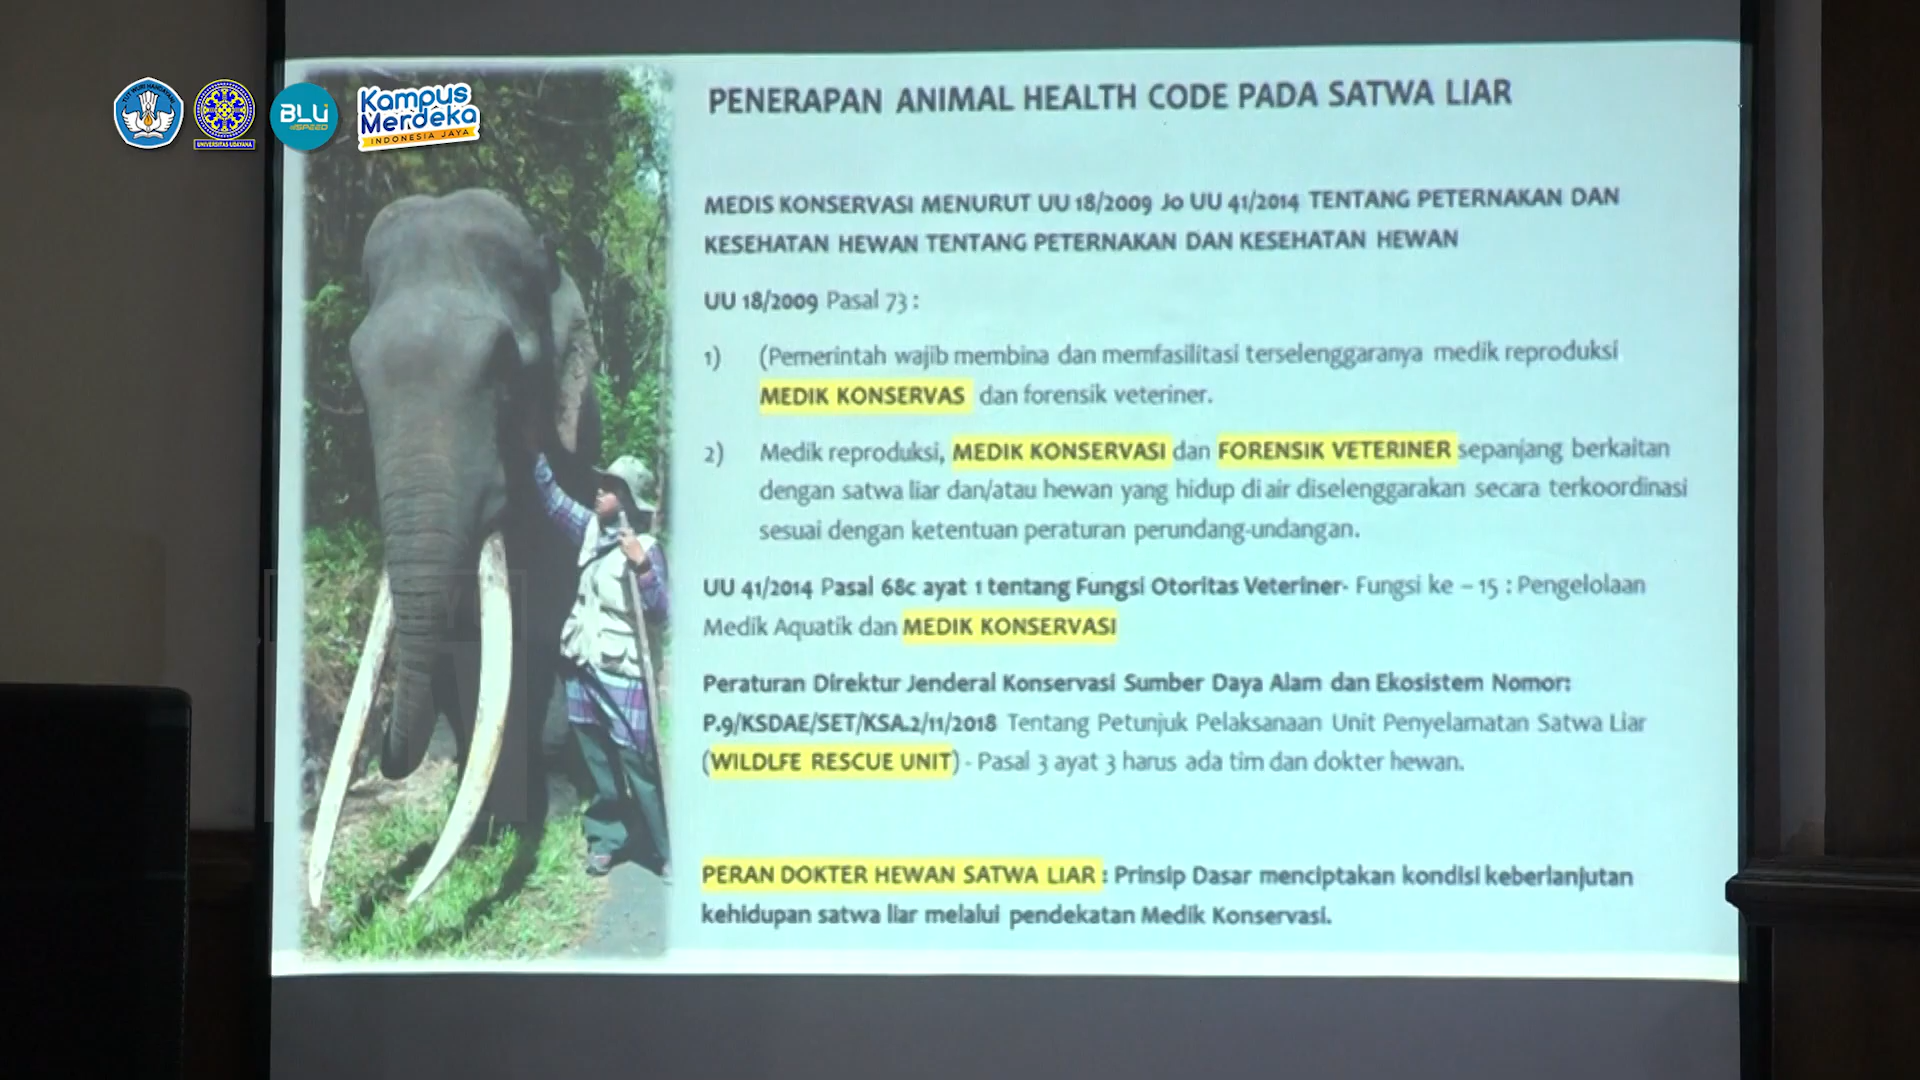 TUT WURI HANDAYANI
UNIVERSITAS UDAYANA
BLU
SPEED
Kampus
Merdeka
INDONESIA JAYA
PENERAPAN ANIMAL HEALTH CODE PADA SATWA LIAR
MEDIS KONSERVASI MENURUT UU 18/2009 Jo UU 41/2014 TENTANG PETERNAKAN DAN
KESEHATAN HEWAN TENTANG PETERNAKAN DAN KESEHATAN HEWAN
UU 18/2009 Pasal 73 :
1) (Pemerintah wajib membina dan memfasilitasi terselenggaranya medik reproduksi
MEDIK KONSERVAS dan forensik veteriner.
2) Medik reproduksi, MEDIK KONSERVASI dan FORENSIK VETERINER sepanjang berkaitan
dengan satwa liar dan/atau hewan yang hidup di air diselenggarakan secara terkoordinasi
sesuai dengan ketentuan peraturan perundang-undangan.
UU 41/2014 Pasal 68c ayat 1 tentang Fungsi Otoritas Veteriner- Fungsi ke – 15 : Pengelolaan
Medik Aquatik dan MEDIK KONSERVASI
Peraturan Direktur Jenderal Konservasi Sumber Daya Alam dan Ekosistem Nomor:
P.9/KSDAE/SET/KSA.2/11/2018 Tentang Petunjuk Pelaksanaan Unit Penyelamatan Satwa Liar
(WILDLFE RESCUE UNIT) - Pasal 3 ayat 3 harus ada tim dan dokter hewan.
PERAN DOKTER HEWAN SATWA LIAR : Prinsip Dasar menciptakan kondisi keberlanjutan
kehidupan satwa liar melalui pendekatan Medik Konservasi.